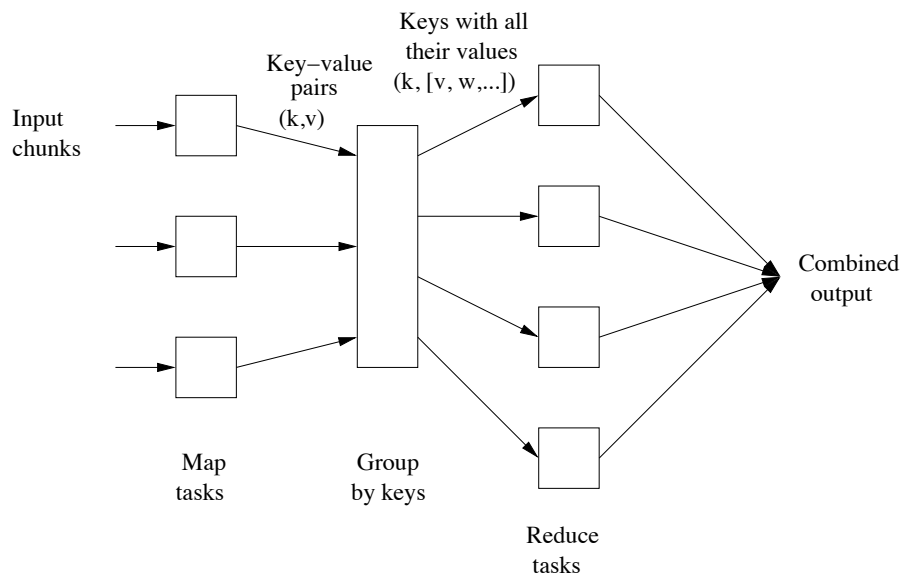 Keys with all
their values
(k, [v, w,...])
Key−value
pairs
(k,v)
Input
chunks
Combined
output
Map
tasks
Group
by keys
Reduce
tasks